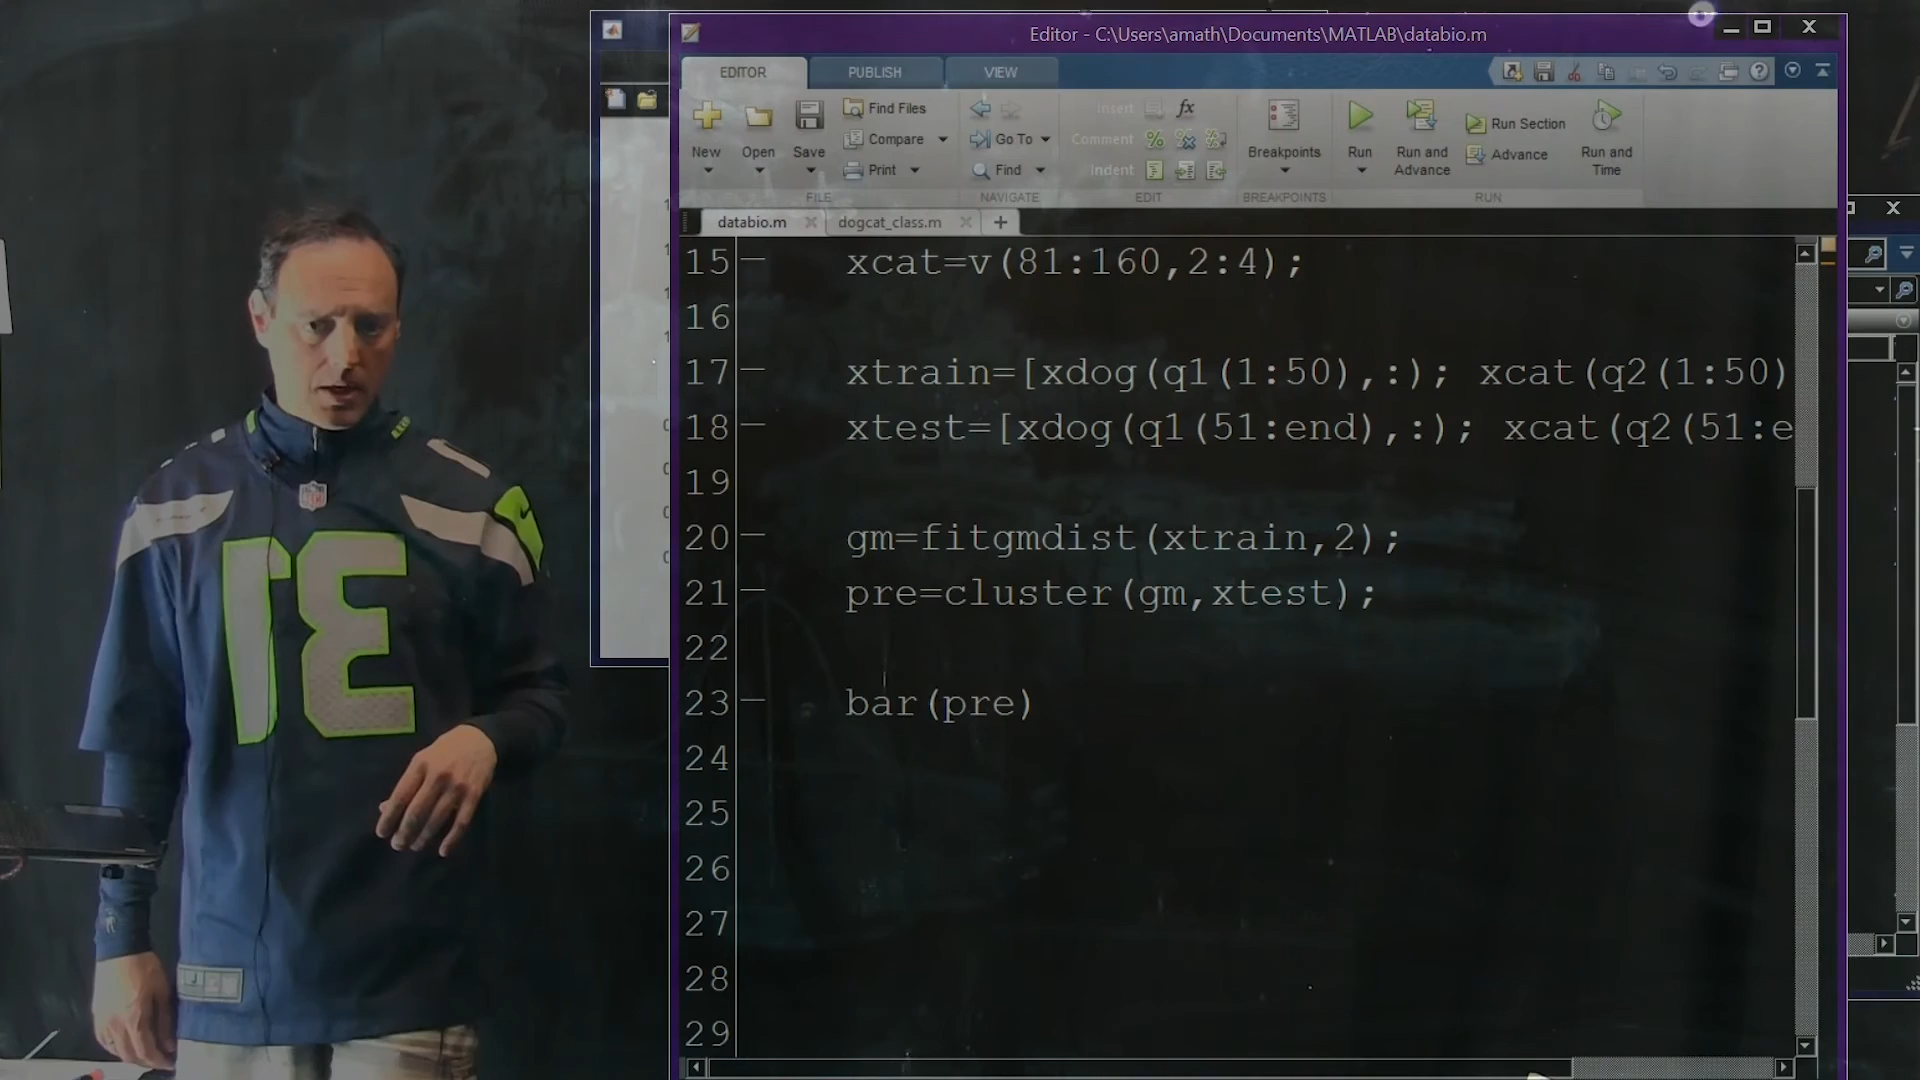 Editor - C:\Users\amath\Documents\MATLAB\databio.m
EDITOR PUBLISH VIEW
New Open Save Find Files Compare Print
Go To Find
Insert fx
Comment
Indent
Breakpoints
Run Run and Advance Run Section Advance Run and Time
FILE NAVIGATE EDIT BREAKPOINTS RUN
databio.m dogcat_class.m
15 xcat=v(81:160,2:4);
16
17 xtrain=[xdog(q1(1:50),:); xcat(q2(1:50)
18 xtest=[xdog(q1(51:end),:); xcat(q2(51:e
19
20 gm=fitgmdist(xtrain,2);
21 pre=cluster(gm,xtest);
22
23 bar(pre)
24
25
26
27
28
29
NFL